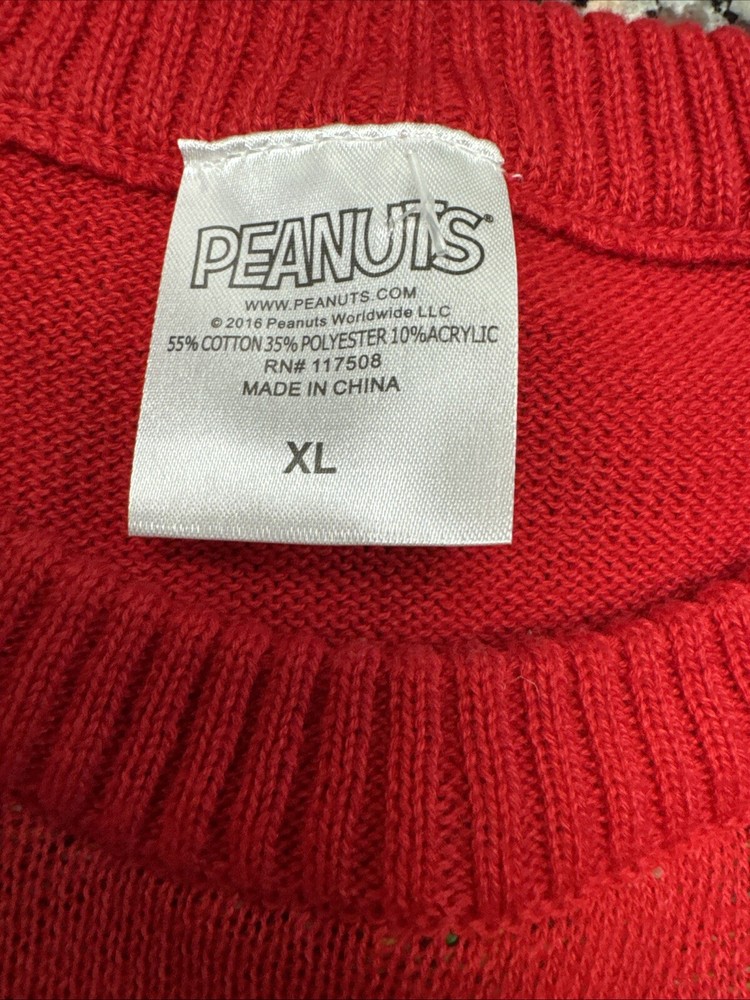 PEANUTS®
WWW.PEANUTS.COM
© 2016 Peanuts Worldwide LLC
55% COTTON 35% POLYESTER 10%ACRYLIC
RN# 117508
MADE IN CHINA
XL